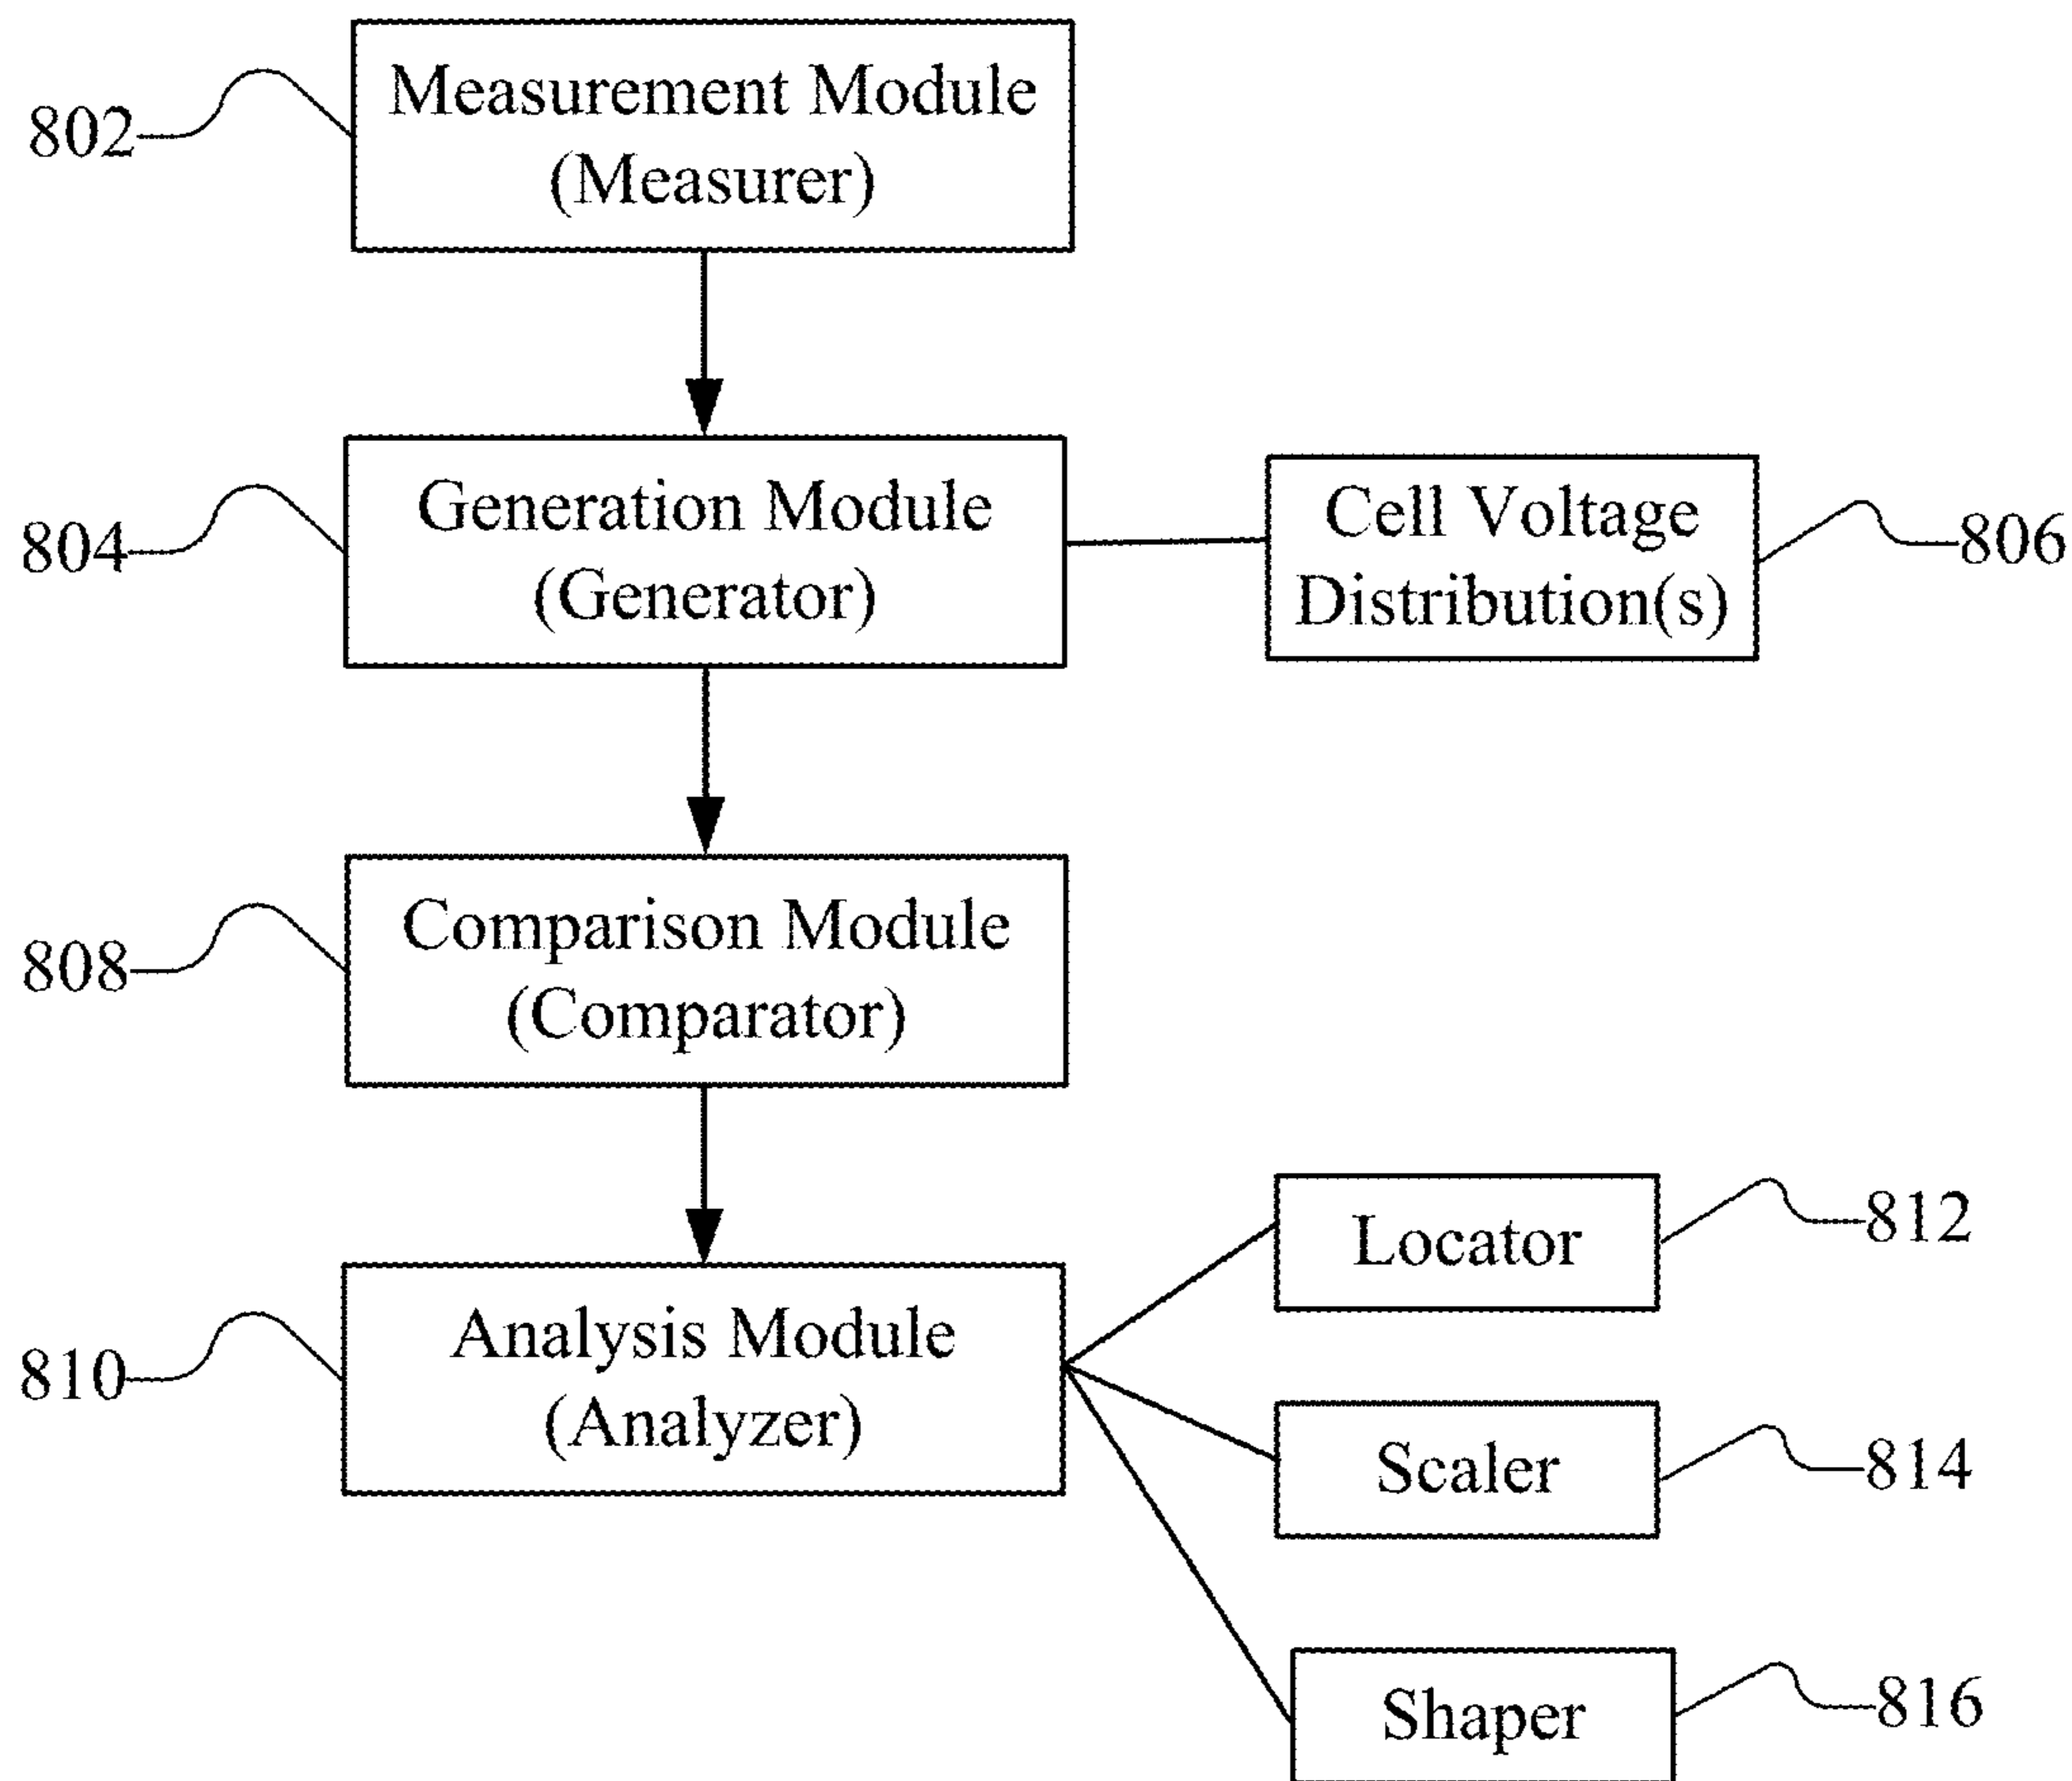 802
Measurement Module
(Measurer)
804
Generation Module
(Generator)
Cell Voltage
Distribution(s)
806
808
Comparison Module
(Comparator)
810
Analysis Module
(Analyzer)
Locator
812
Scaler
814
Shaper
816